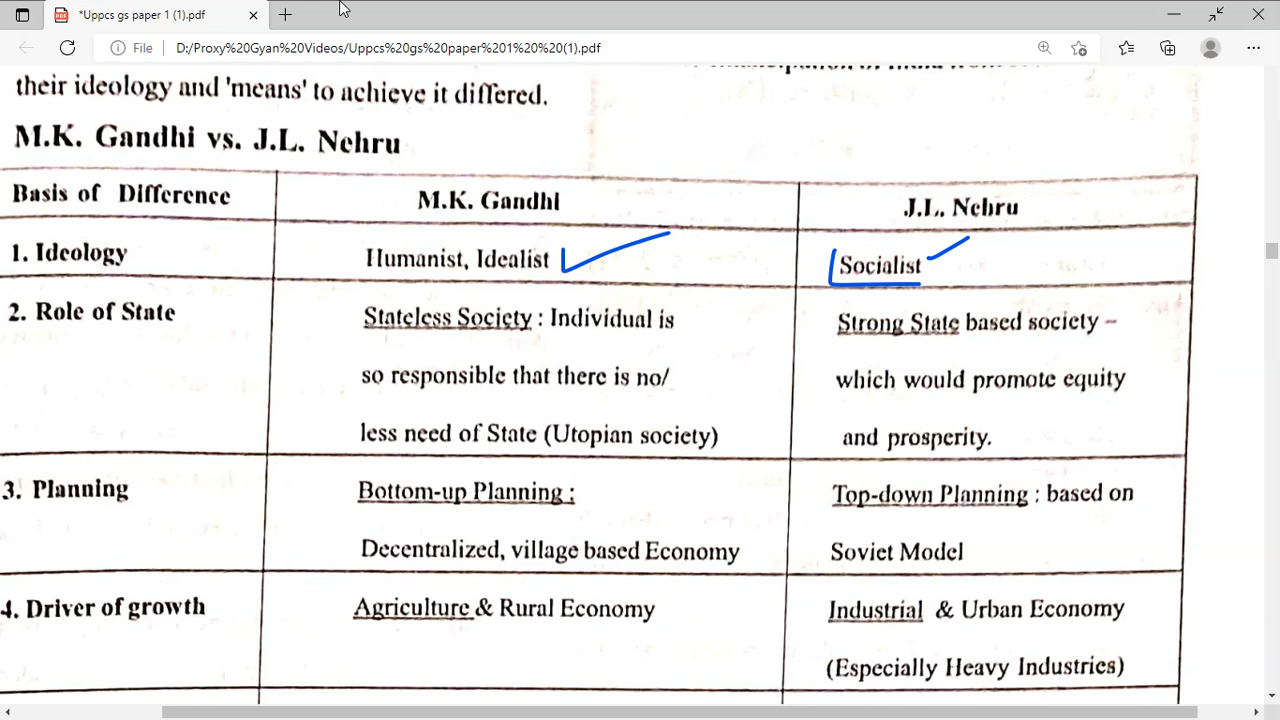 *Uppcs gs paper 1 (1).pdf
File D:/Proxy%20Gyan%20Videos/Uppcs%20gs%20paper%201%20%20(1).pdf
their ideology and 'means' to achieve it differed.
M.K. Gandhi vs. J.L. Nehru
Basis of Difference M.K. Gandhi J.L. Nehru
1. Ideology Humanist, Idealist Socialist
2. Role of State Stateless Society : Individual is Strong State based society –
so responsible that there is no/ which would promote equity
less need of State (Utopian society) and prosperity.
3. Planning Bottom-up Planning : Top-down Planning : based on
Decentralized, village based Economy Soviet Model
4. Driver of growth Agriculture & Rural Economy Industrial & Urban Economy
(Especially Heavy Industries)